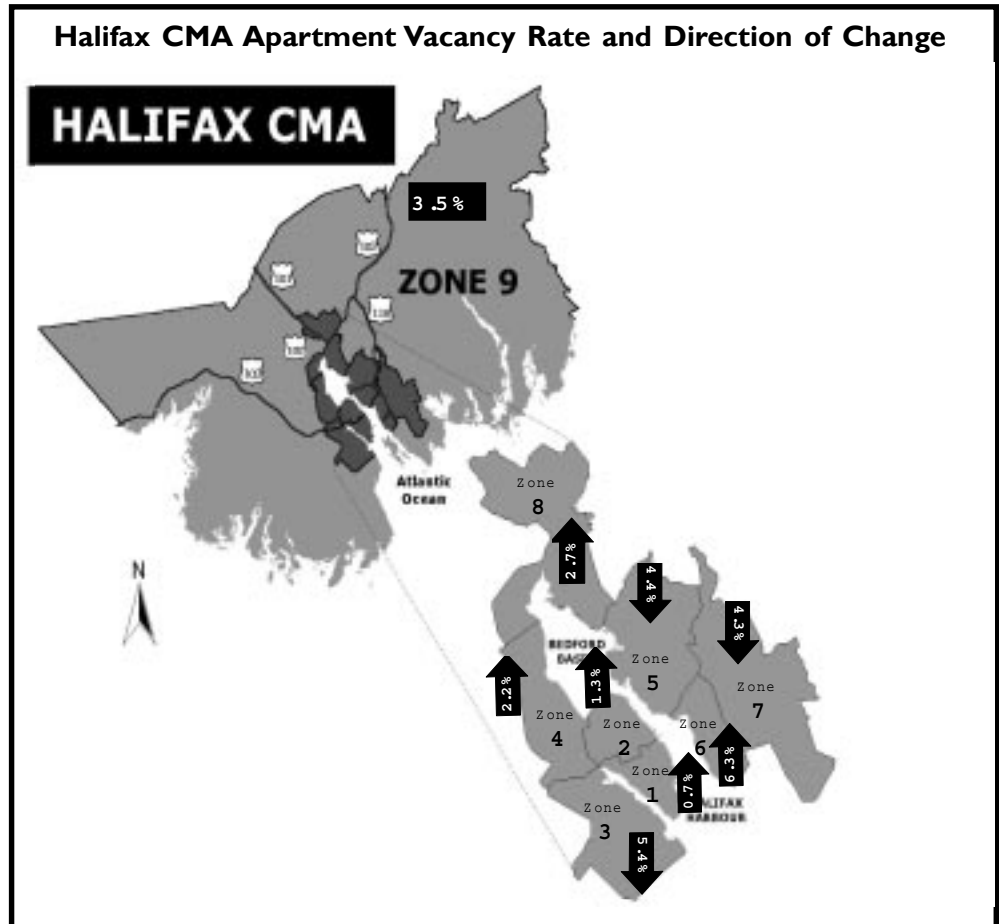 Halifax CMA Apartment Vacancy Rate and Direction of Change
HALIFAX CMA
3.5%
ZONE 9
Atlantic
Ocean
N
Zone
8
2.7%
4.4%
4.3%
BEDFORD
2.2%
1.3%
Zone
5
Zone
7
Zone
4
Zone
2
Zone
6
6.3%
Zone
1
0.7%
HARBOUR
Zone
3
5.4%